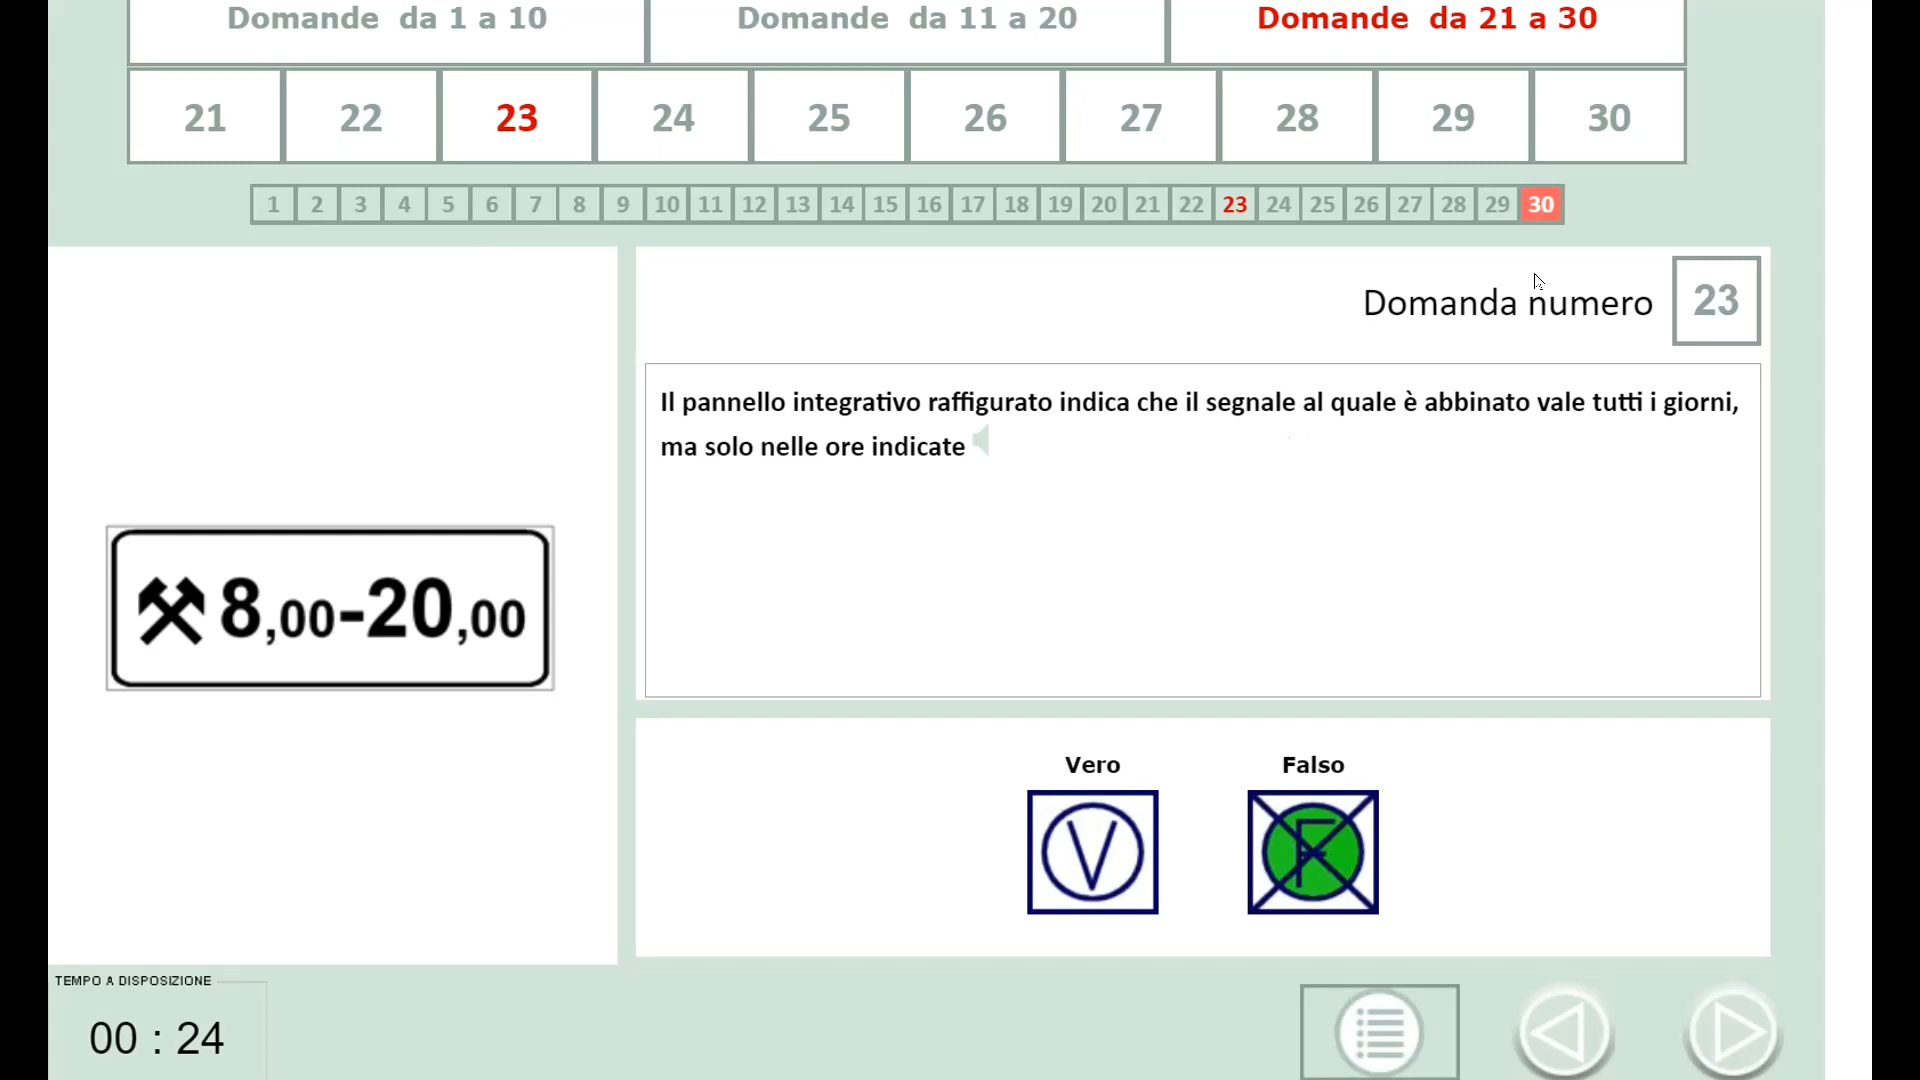 Domande da 1 a 10
Domande da 11 a 20
Domande da 21 a 30
21 22 23 24 25 26 27 28 29 30
1 2 3 4 5 6 7 8 9 10 11 12 13 14 15 16 17 18 19 20 21 22 23 24 25 26 27 28 29 30
Domanda numero 23
Il pannello integrativo raffigurato indica che il segnale al quale è abbinato vale tutti i giorni,
ma solo nelle ore indicate
8,00-20,00
Vero Falso
V F
TEMPO A DISPOSIZIONE
00 : 24